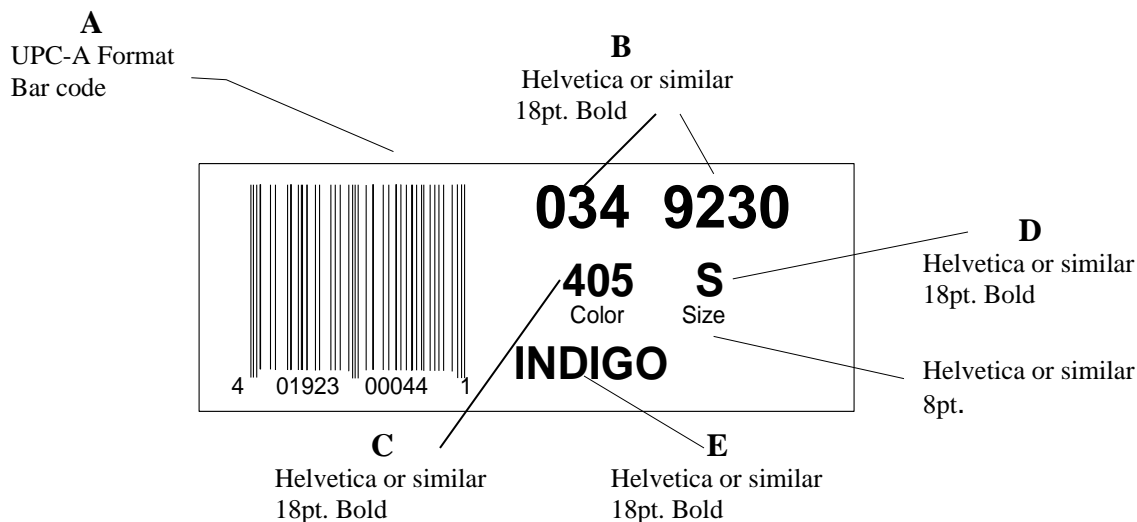 A
UPC-A Format
Bar code
B
Helvetica or similar
18pt. Bold
034 9230
405 S
Color Size
INDIGO
4 01923 00044 1
D
Helvetica or similar
18pt. Bold
Helvetica or similar
8pt.
C
Helvetica or similar
18pt. Bold
E
Helvetica or similar
18pt. Bold